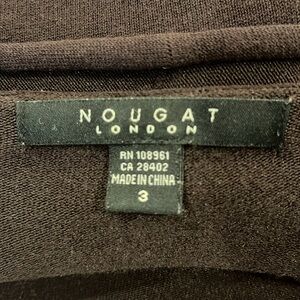 NOUGAT
LONDON
RN 108961
CA 28402
MADE IN CHINA
3